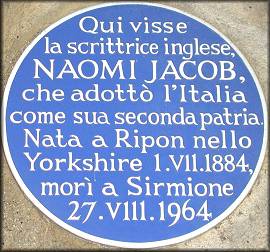 Qui visse
la scrittrice inglese,
NAOMI JACOB,
che adottò l'Italia
come sua seconda patria.
Nata a Ripon nello
Yorkshire 1.VII.1884,
morì a Sirmione
27.VIII.1964